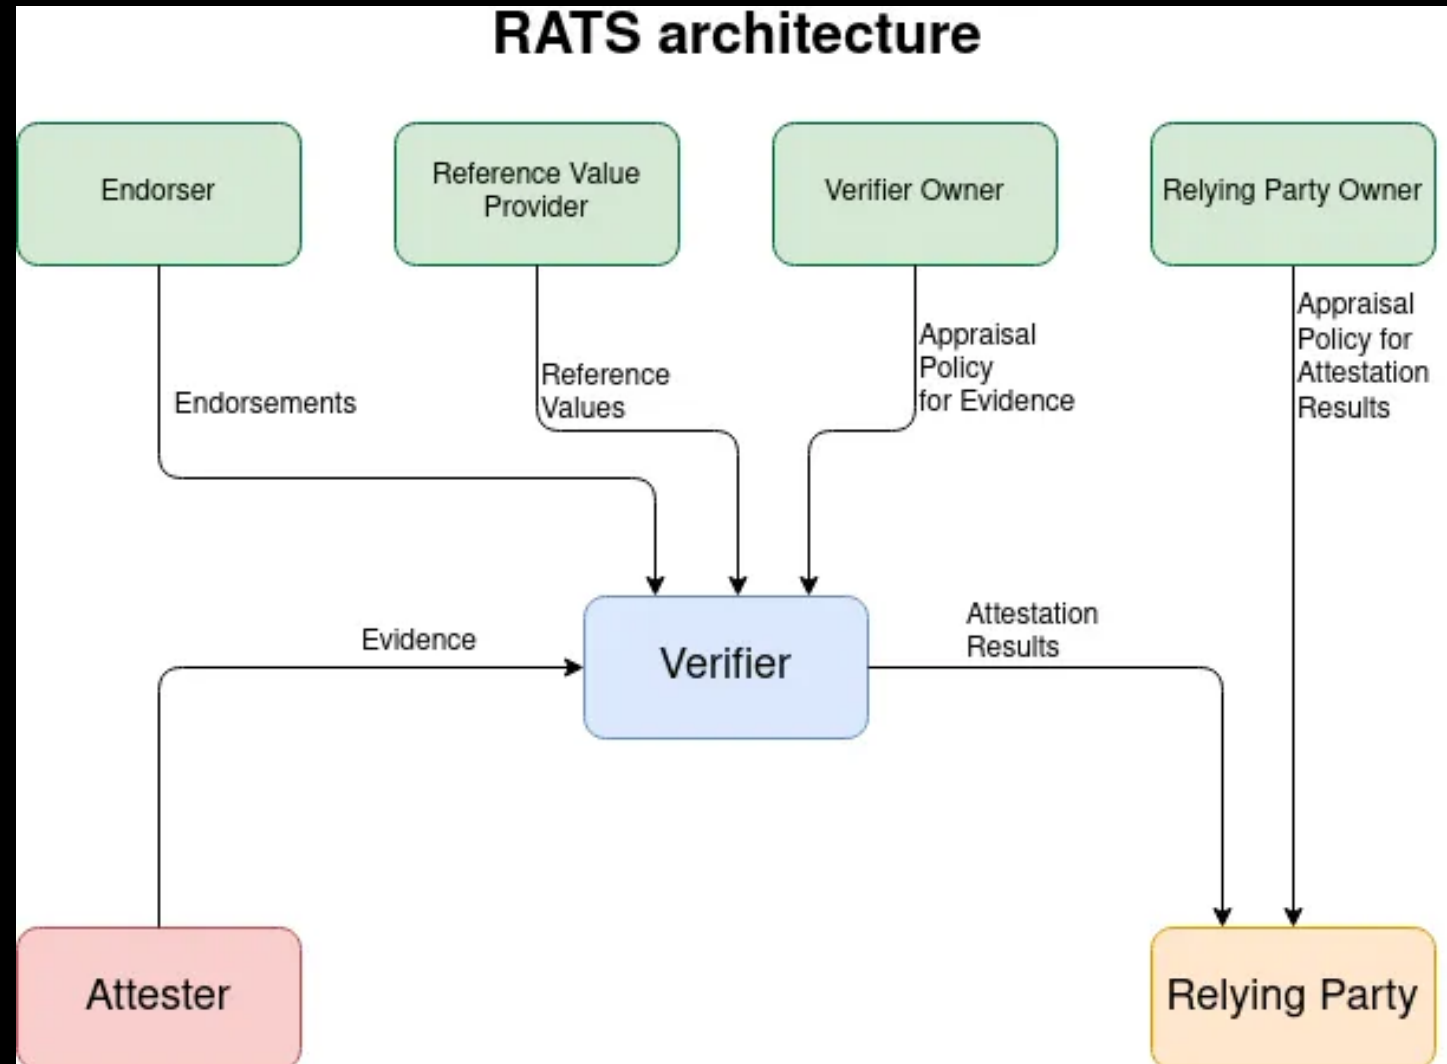 RATS architecture
Endorser
Reference Value
Provider
Verifier Owner
Relying Party Owner
Endorsements
Reference
Values
Appraisal
Policy
for Evidence
Appraisal
Policy for
Attestation
Results
Evidence
Verifier
Attestation
Results
Attester
Relying Party